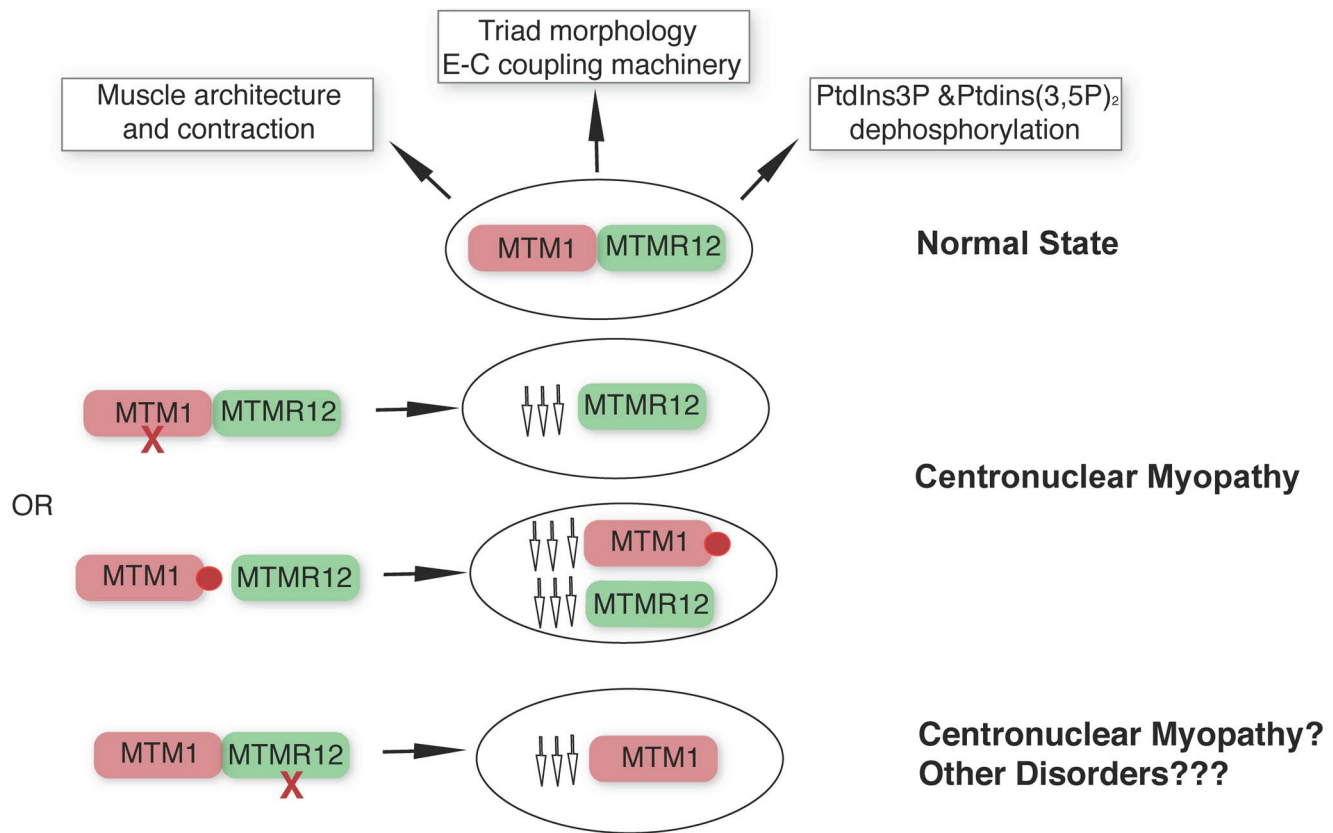 Triad morphology
E-C coupling machinery
Muscle architecture
and contraction
PtdIns3P &Ptdins(3,5P)₂
dephosphorylation
MTM1 MTMR12
Normal State
MTM1 MTMR12
X
MTMR12
Centronuclear Myopathy
OR
MTM1 MTMR12
MTM1
MTMR12
MTM1 MTMR12
X
MTM1
Centronuclear Myopathy?
Other Disorders???